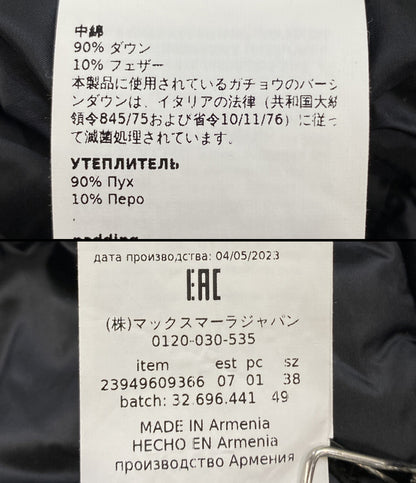 中綿
90% ダウン
10% フェザー
本製品に使用されているガチョウのバージ
ンダウンは、イタリアの法律（共和国大統
領令845/75および省令10/11/76）に従っ
て滅菌処理されています。
УТЕПЛИТЕЛЬ
90% Пух
10% Перо
padding
дата производства: 04/05/2023
EAC
(株)マックスマーラジャパン
0120-030-535
item est pc sz
23949609366 07 01 38
batch: 32.696.441 49
MADE IN Armenia
HECHO EN Armenia
производство Армения